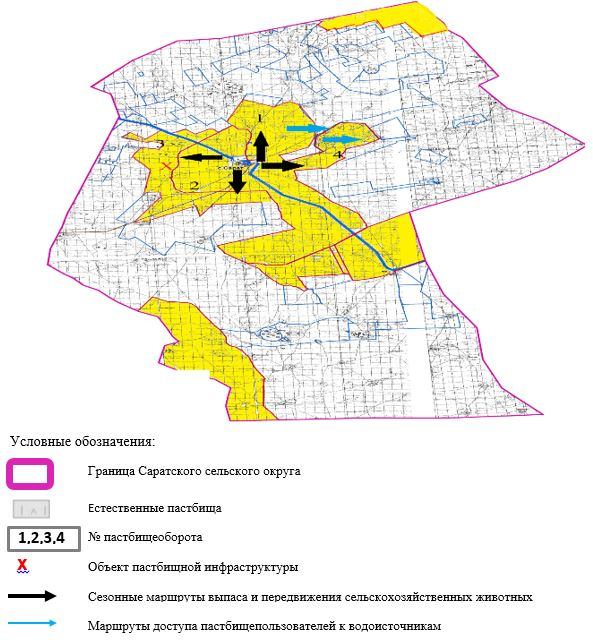 1
3
4
2
Условные обозначения:
Граница Саратского сельского округа
Естественные пастбища
1,2,3,4 № пастбищеоборота
X Объект пастбищной инфраструктуры
Сезонные маршруты выпаса и передвижения сельскохозяйственных животных
Маршруты доступа пастбищепользователей к водоисточникам